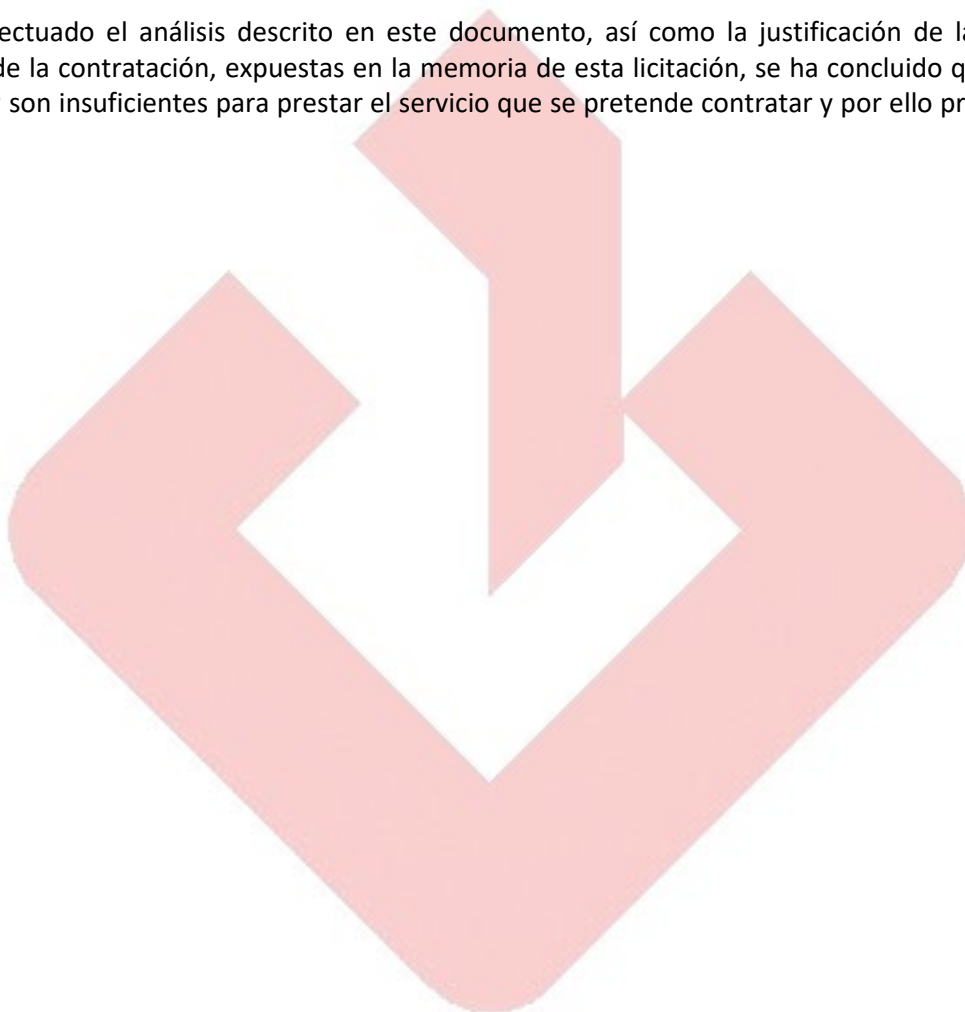 ectuado el análisis descrito en este documento, así como la justificación de la
de la contratación, expuestas en la memoria de esta licitación, se ha concluido q
son insuficientes para prestar el servicio que se pretende contratar y por ello pr